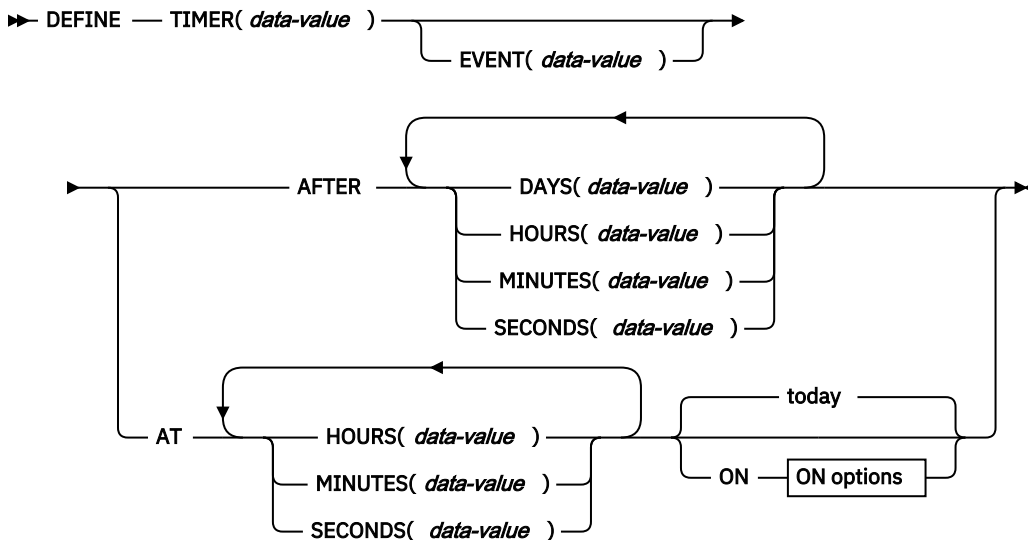 DEFINE TIMER( data-value )
EVENT( data-value )
AFTER DAYS( data-value )
HOURS( data-value )
MINUTES( data-value )
SECONDS( data-value )
today
AT HOURS( data-value )
MINUTES( data-value ) ON ON options
SECONDS( data-value )